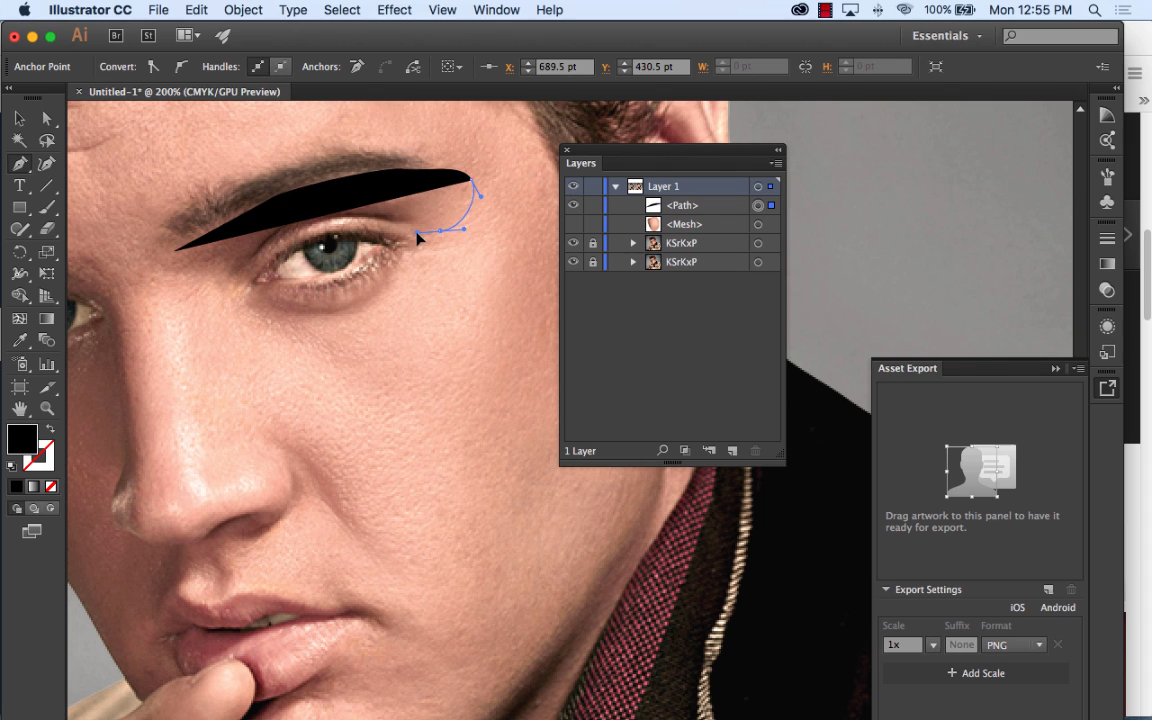 Illustrator CC File Edit Object Type Select Effect View Window Help 100% Mon 12:55 PM
Ai Br St Essentials
Anchor Point Convert: Handles: Anchors: X: 689.5 pt Y: 430.5 pt W: 0 pt H: 0 pt
× Untitled-1* @ 200% (CMYK/GPU Preview)
Layers
Layer 1
<Path>
<Mesh>
KSrKxP
KSrKxP
1 Layer
Asset Export
Drag artwork to this panel to have it
ready for export.
Export Settings
iOS Android
Scale Suffix Format
1x None PNG
+ Add Scale